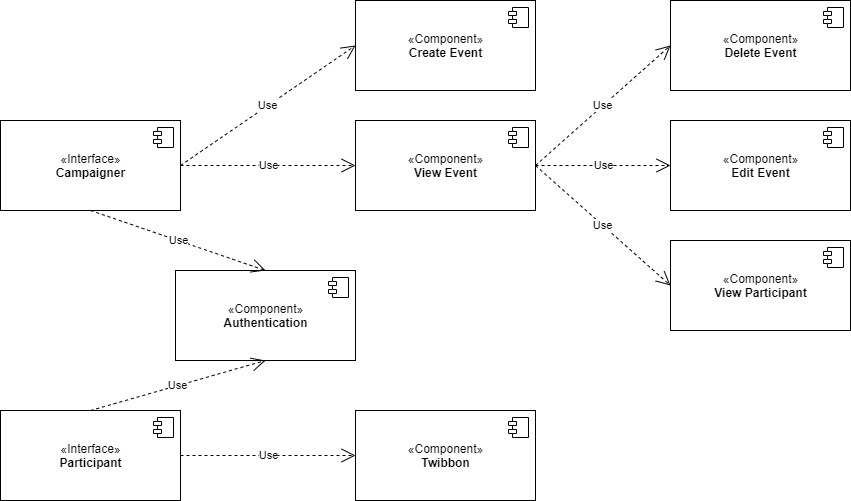 «Component»
Create Event
«Component»
Delete Event
Use
Use
«Interface»
Campaigner
Use
«Component»
View Event
Use
«Component»
Edit Event
Use
Use
«Component»
View Participant
«Component»
Authentication
Use
«Interface»
Participant
Use
«Component»
Twibbon